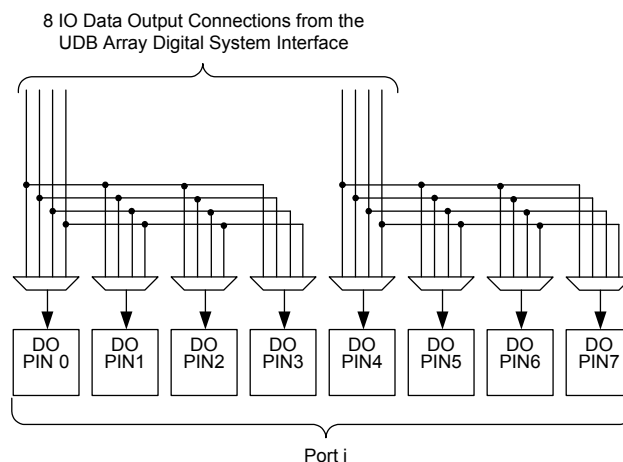 8 IO Data Output Connections from the
UDB Array Digital System Interface
DO
PIN 0
DO
PIN1
DO
PIN2
DO
PIN3
DO
PIN4
DO
PIN5
DO
PIN6
DO
PIN7
Port i